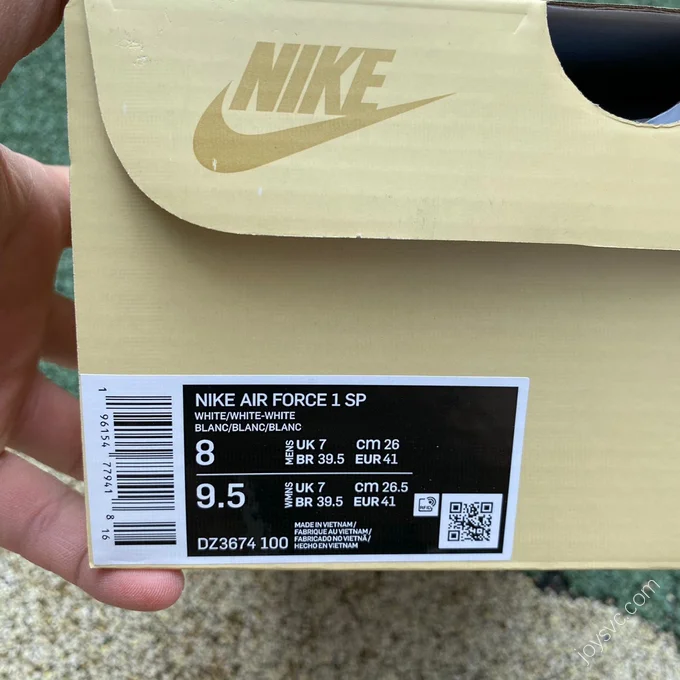 NIKE
NIKE AIR FORCE 1 SP
WHITE/WHITE-WHITE
BLANC/BLANC/BLANC
8 MENS UK 7 CM 26
BR 39.5 EUR 41
9.5 WMNS UK 7 CM 26.5
BR 39.5 EUR 41
RFID
DZ3674 100
MADE IN VIETNAM/
FABRIQUE AU VIETNAM/
FABRICADO NO VIETNÃ/
HECHO EN VIETNAM
1 96154 77941 8 16
joysvc.com